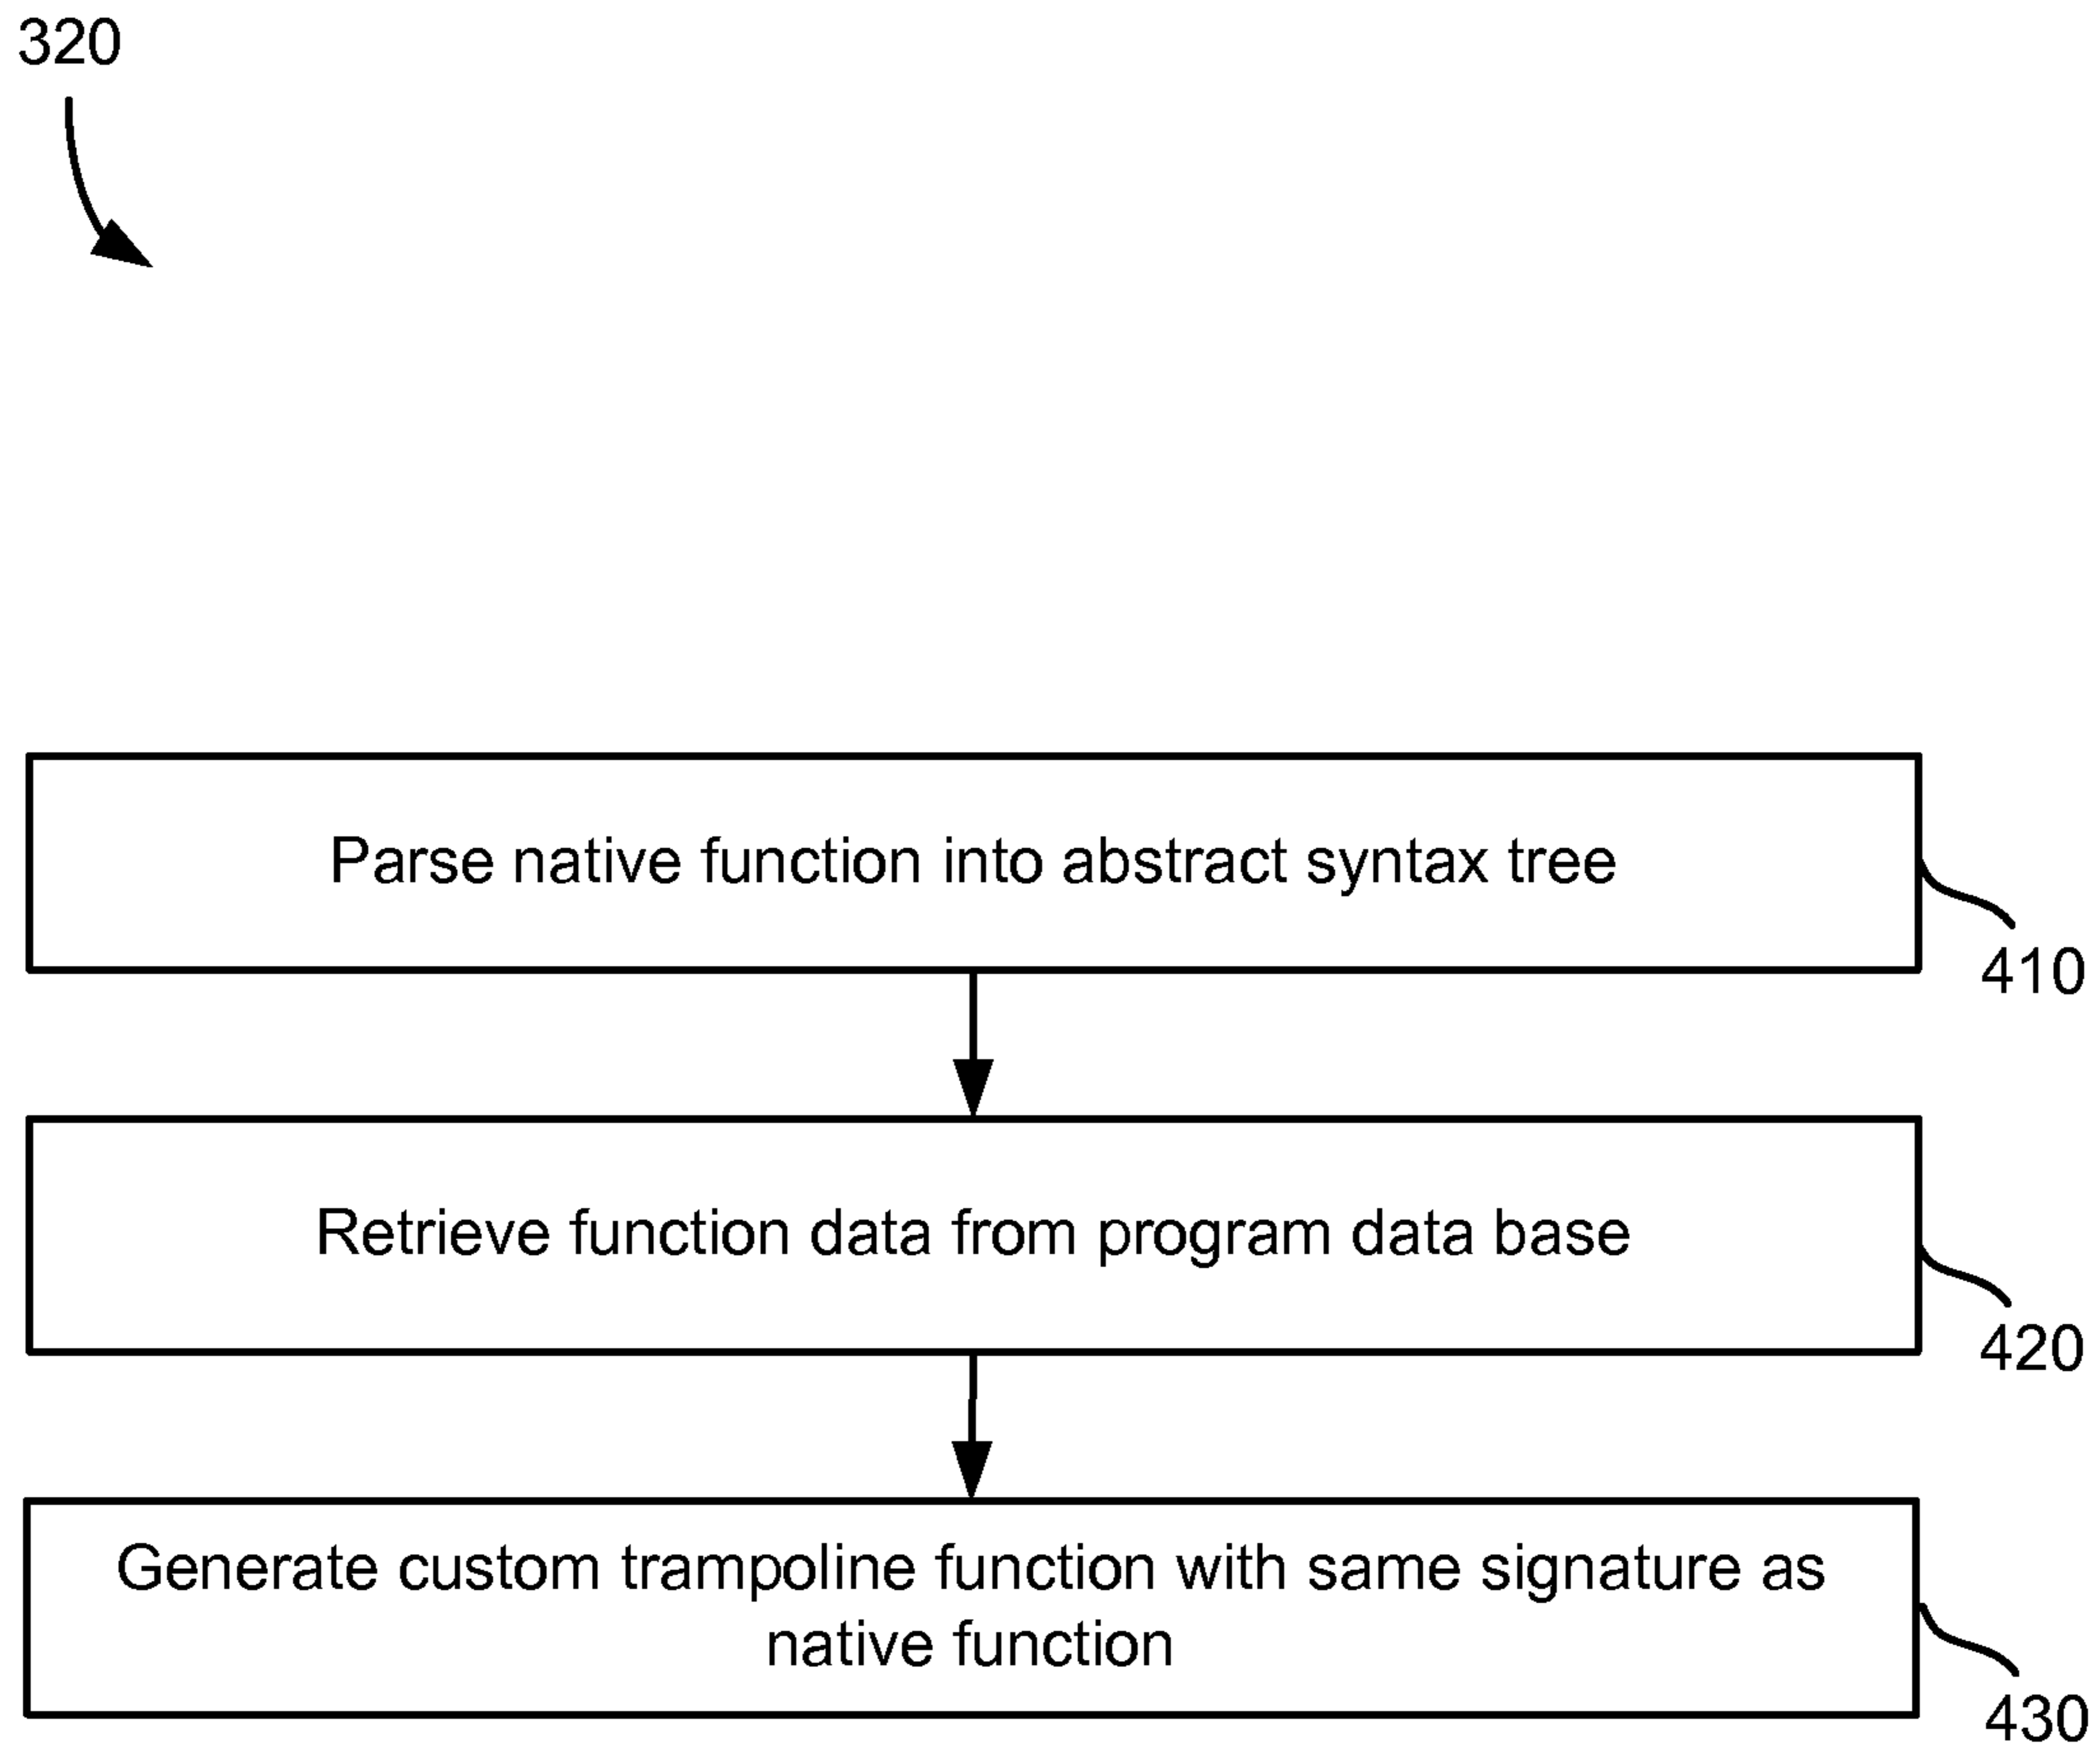 320
Parse native function into abstract syntax tree
410
Retrieve function data from program data base
420
Generate custom trampoline function with same signature as
native function
430